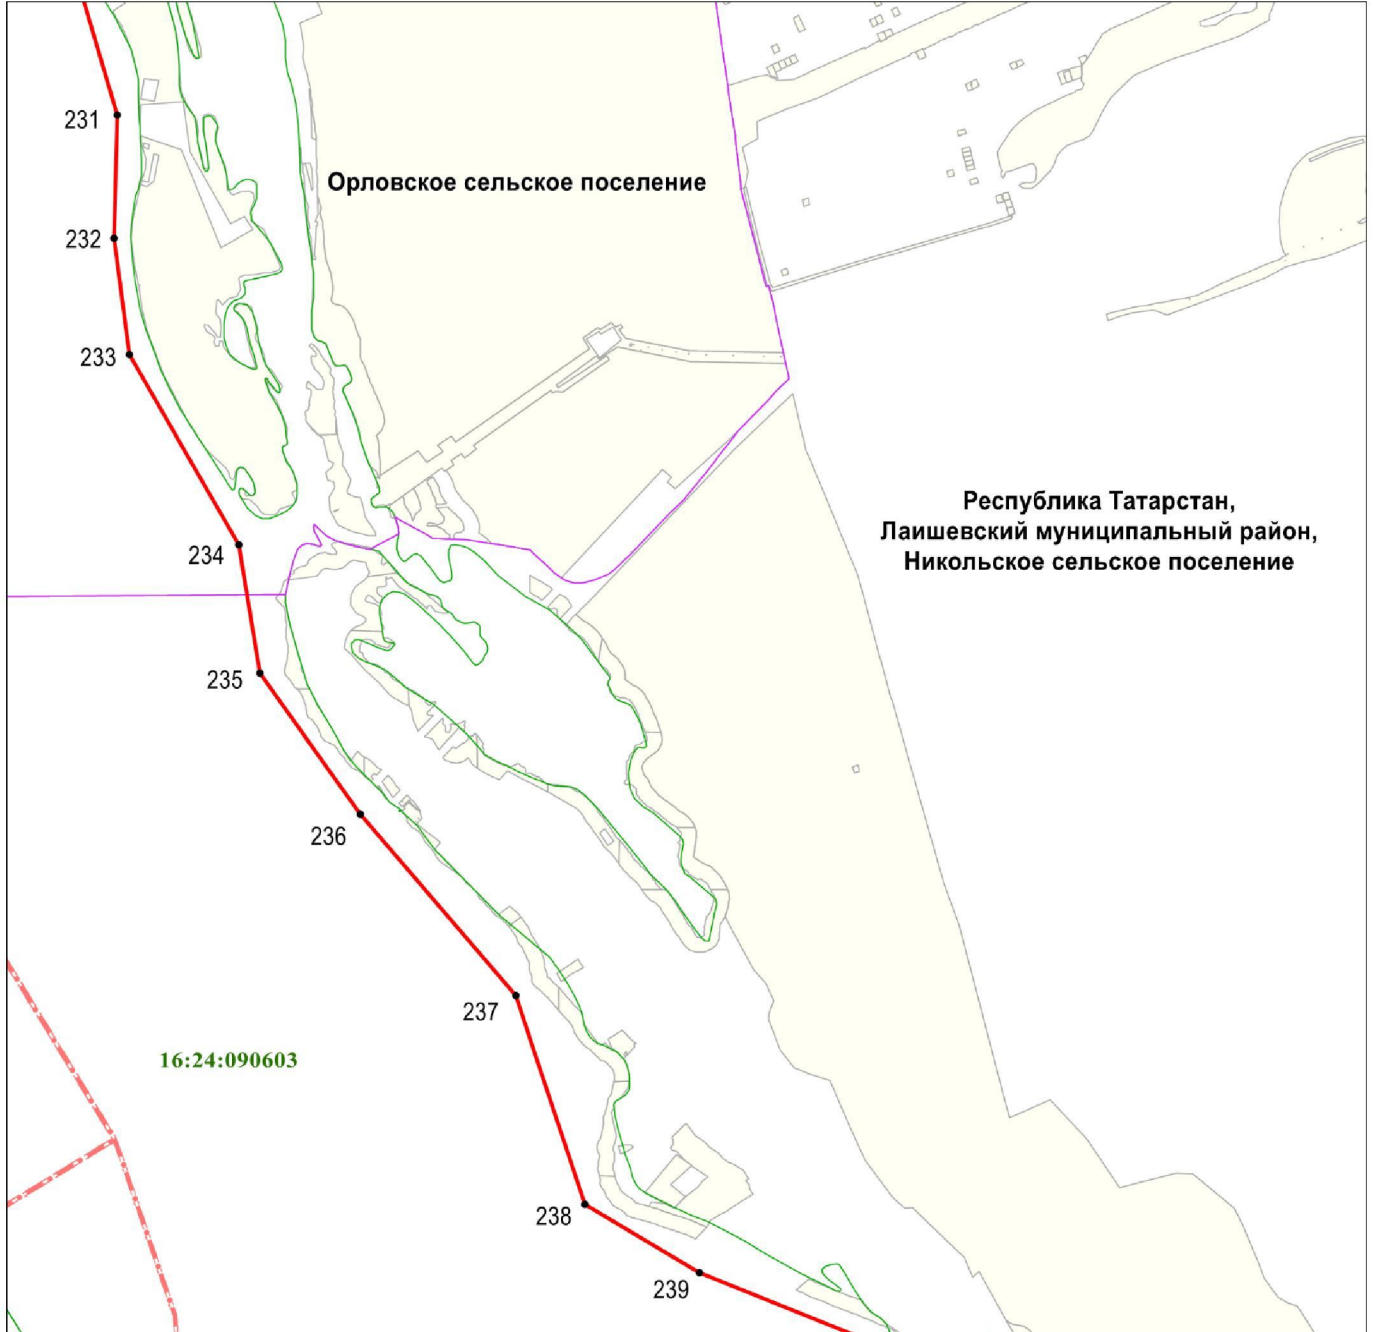 231
Орловское сельское поселение
232
233
Республика Татарстан,
Лаишевский муниципальный район,
Никольское сельское поселение
234
235
236
237
16:24:090603
238
239